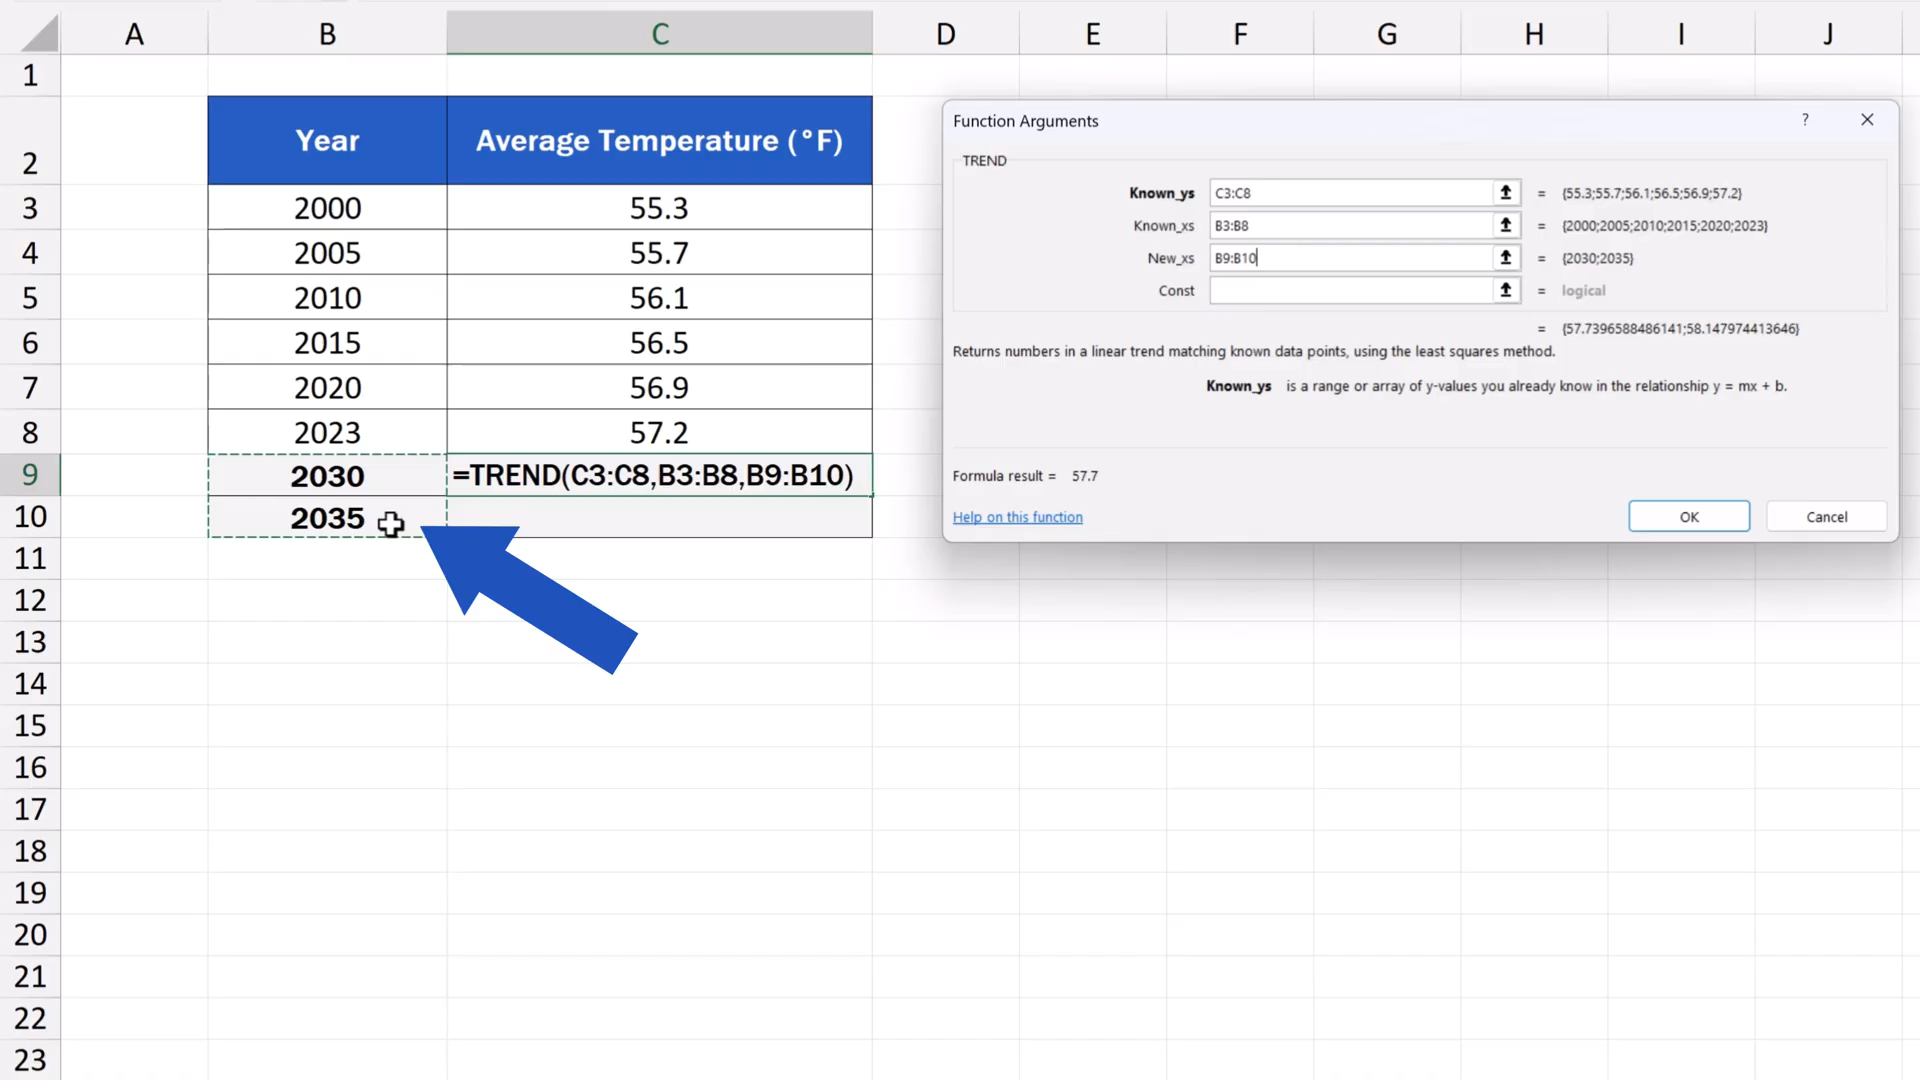 A B C D E F G H I J
1
2 Year Average Temperature (°F)
3 2000 55.3
4 2005 55.7
5 2010 56.1
6 2015 56.5
7 2020 56.9
8 2023 57.2
9 2030 =TREND(C3:C8,B3:B8,B9:B10)
10 2035
11
12
13
14
15
16
17
18
19
20
21
22
23
Function Arguments ? ×
TREND
Known_ys C3:C8 = {55.3;55.7;56.1;56.5;56.9;57.2}
Known_xs B3:B8 = {2000;2005;2010;2015;2020;2023}
New_xs B9:B10 = {2030;2035}
Const = logical
= {57.7396588486141;58.147974413646}
Returns numbers in a linear trend matching known data points, using the least squares method.
Known_ys is a range or array of y-values you already know in the relationship y = mx + b.
Formula result = 57.7
Help on this function OK Cancel